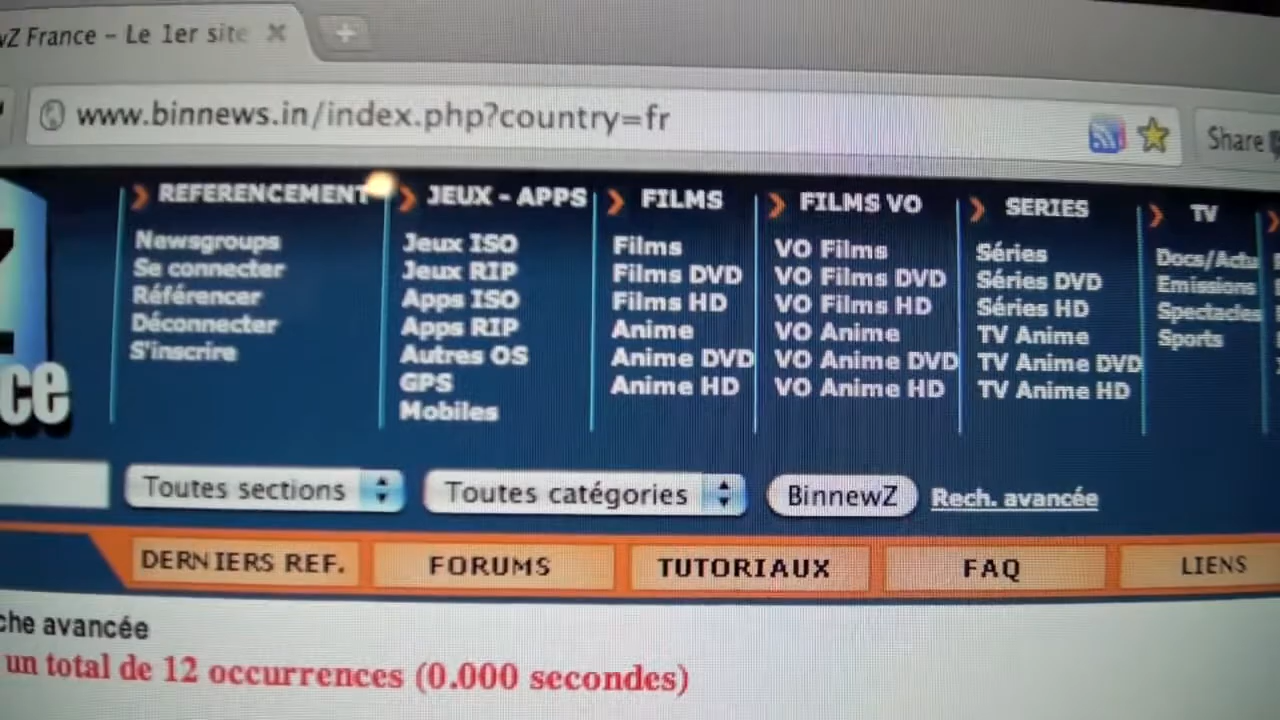 wZ France - Le 1er site
www.binnews.in/index.php?country=fr
Share
REFERENCEMENT
Newsgroups
Se connecter
Référencer
Déconnecter
S'inscrire
JEUX - APPS
Jeux ISO
Jeux RIP
Apps ISO
Apps RIP
Autres OS
GPS
Mobiles
FILMS
Films
Films DVD
Films HD
Anime
Anime DVD
Anime HD
FILMS VO
VO Films
VO Films DVD
VO Films HD
VO Anime
VO Anime DVD
VO Anime HD
SERIES
Séries
Séries DVD
Séries HD
TV Anime
TV Anime DVD
TV Anime HD
TV
Docs/Actu
Emissions
Spectacles
Sports
Z
ce
Toutes sections Toutes catégories BinnewZ Rech. avancée
DERNIERS REF. FORUMS TUTORIAUX FAQ LIENS
che avancée
un total de 12 occurrences (0.000 secondes)